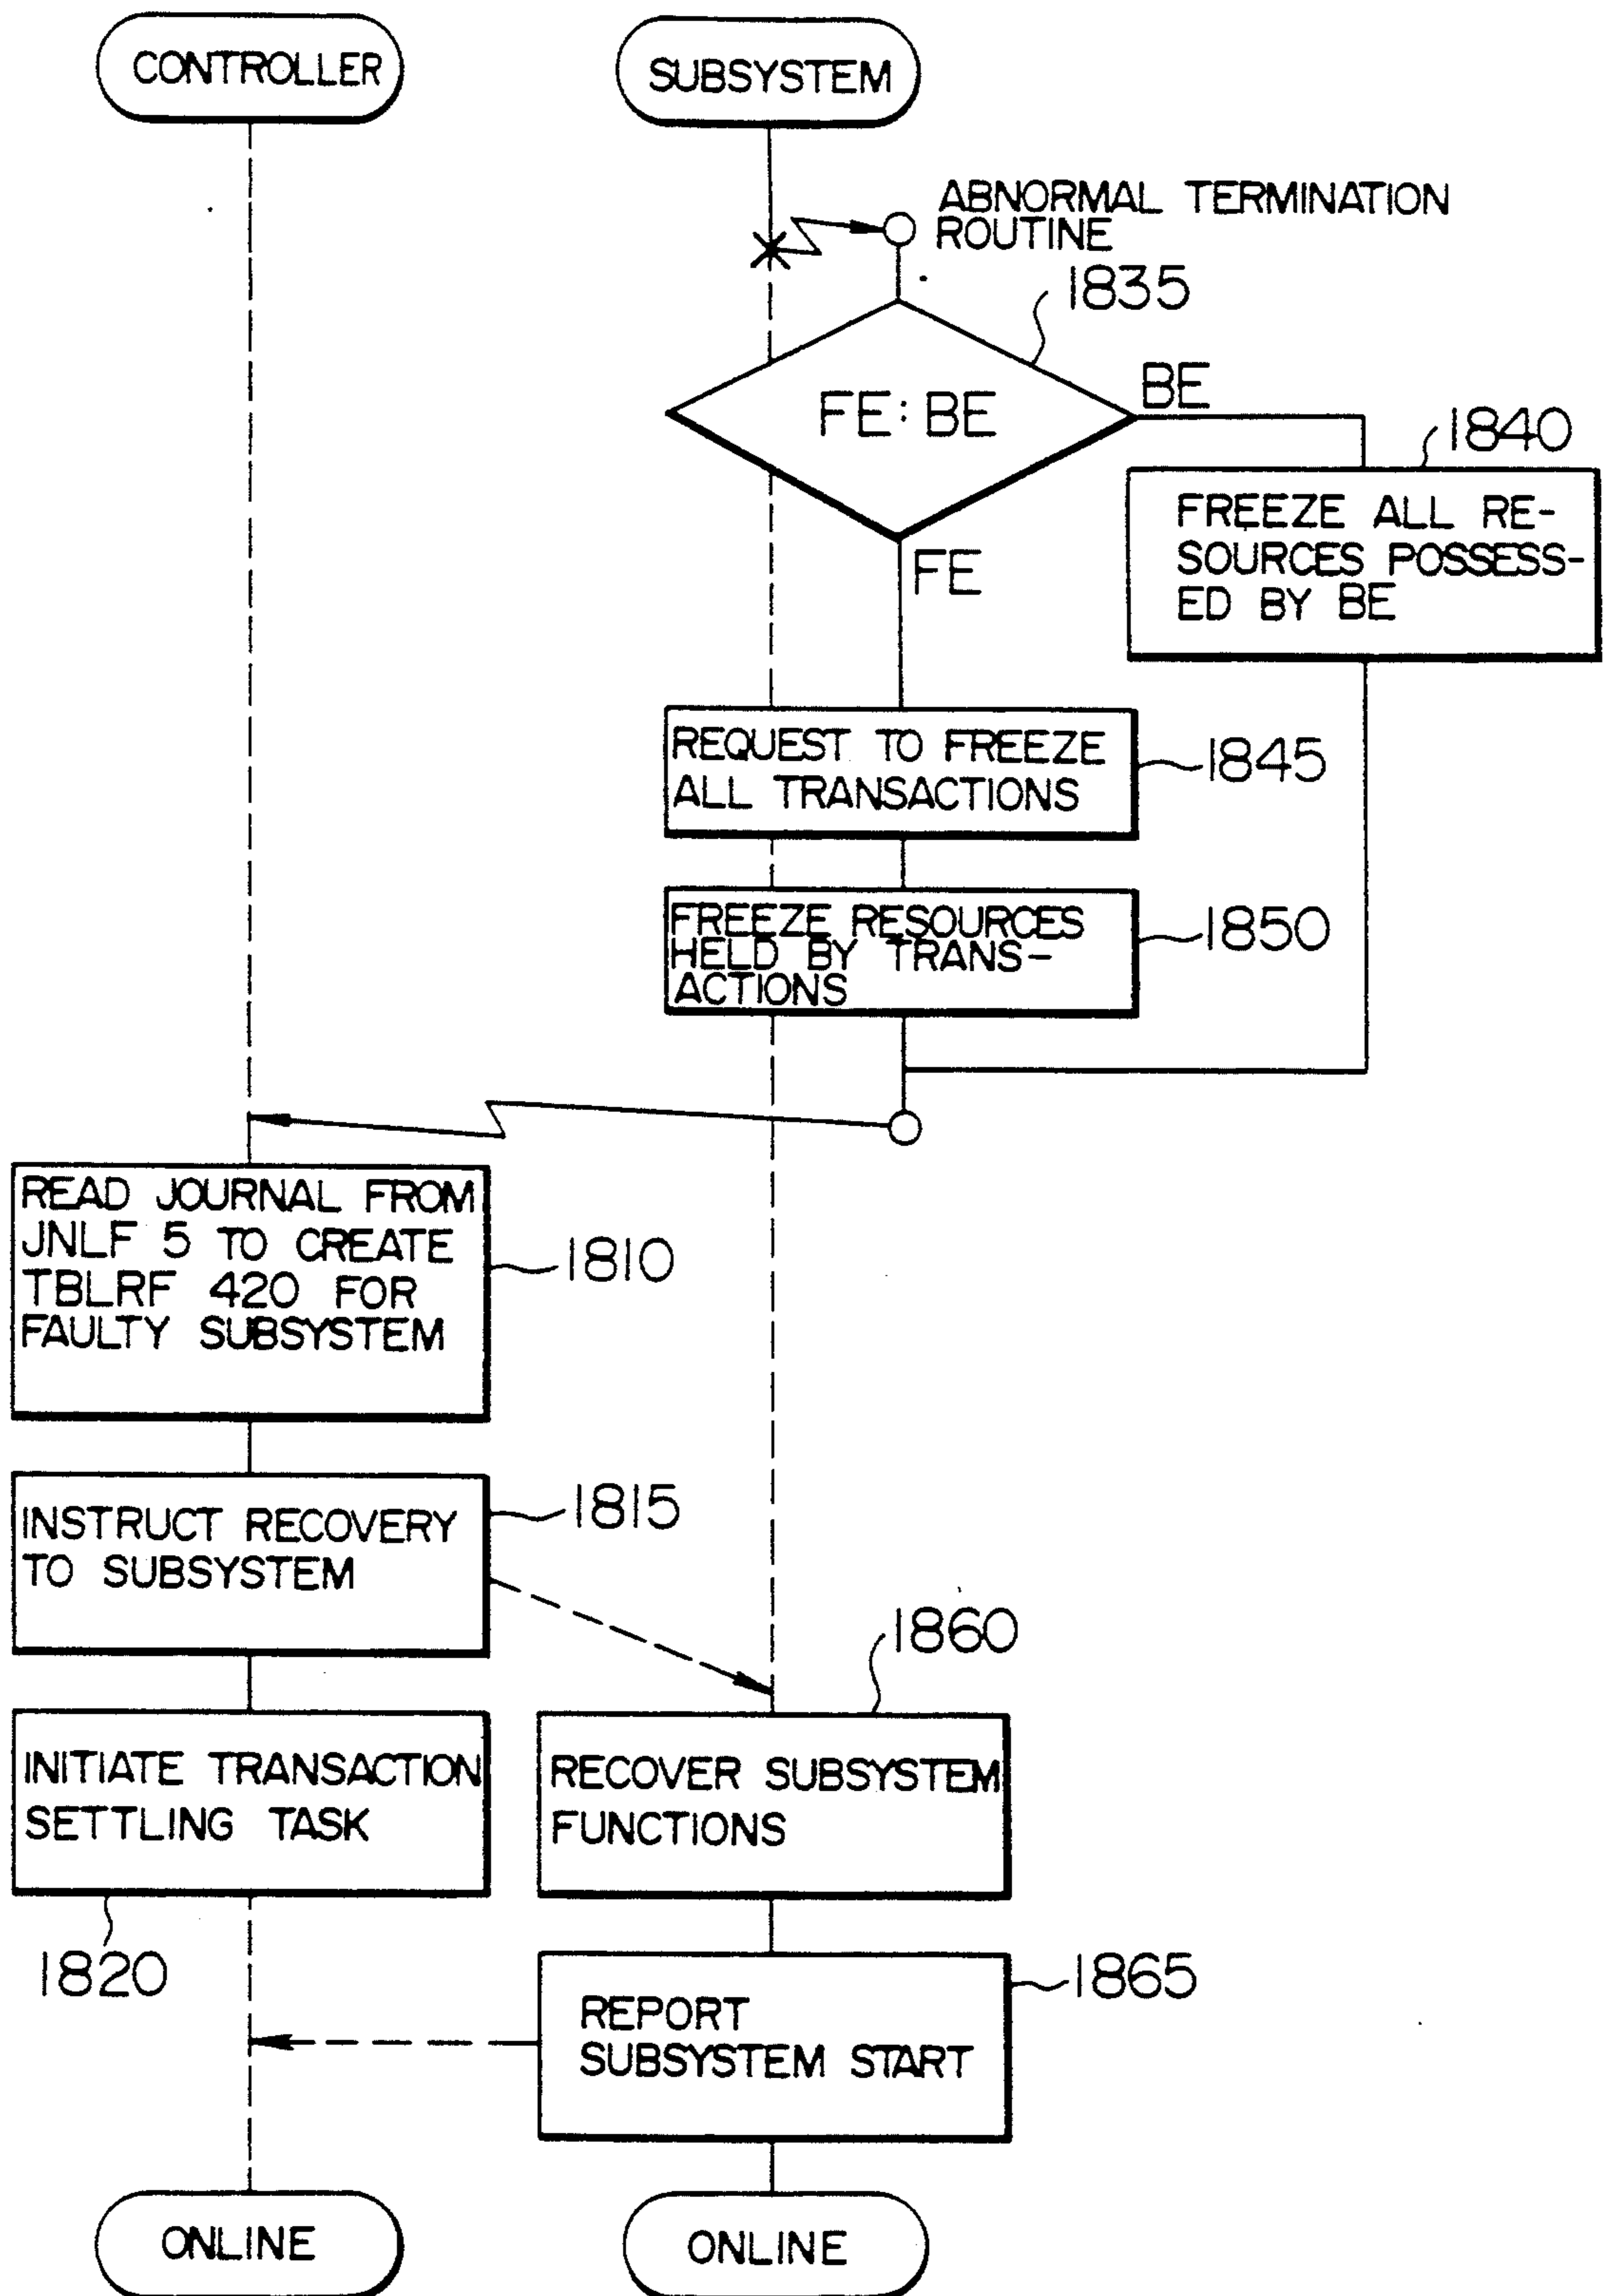 CONTROLLER
SUBSYSTEM
ABNORMAL TERMINATION
ROUTINE
1835
FE : BE
BE
1840
FREEZE ALL RE-
SOURCES POSSESS-
ED BY BE
FE
REQUEST TO FREEZE
ALL TRANSACTIONS
1845
FREEZE RESOURCES
HELD BY TRANS-
ACTIONS
1850
READ JOURNAL FROM
JNLF 5 TO CREATE
TBLRF 420 FOR
FAULTY SUBSYSTEM
1810
INSTRUCT RECOVERY
TO SUBSYSTEM
1815
1860
INITIATE TRANSACTION
SETTLING TASK
1820
RECOVER SUBSYSTEM
FUNCTIONS
REPORT
SUBSYSTEM START
1865
ONLINE
ONLINE